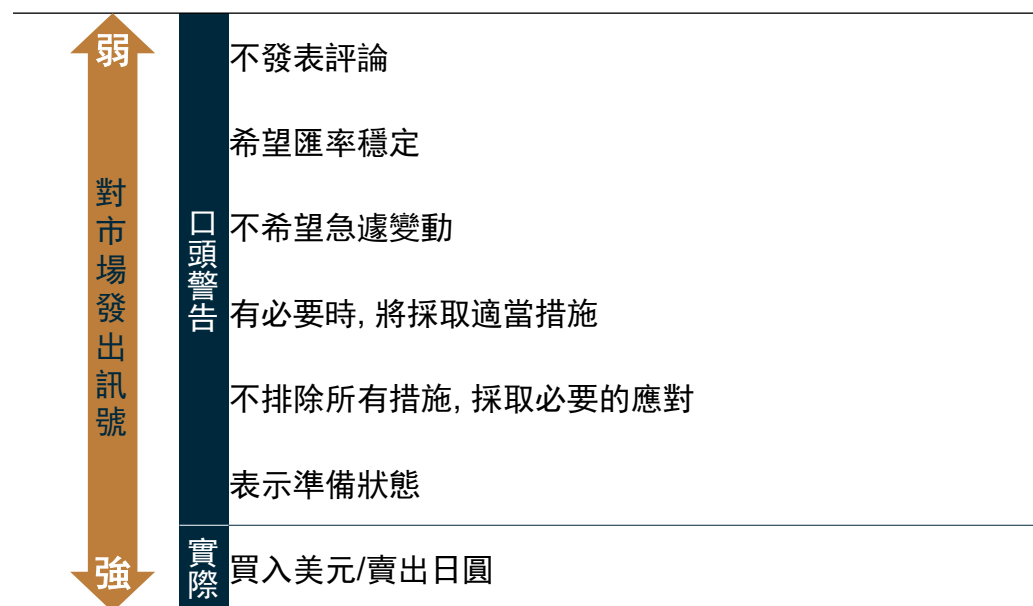 弱
對市場發出訊號
強
口頭警告
不發表評論
希望匯率穩定
不希望急遽變動
有必要時, 將採取適當措施
不排除所有措施, 採取必要的應對
表示準備狀態
實際
買入美元/賣出日圓